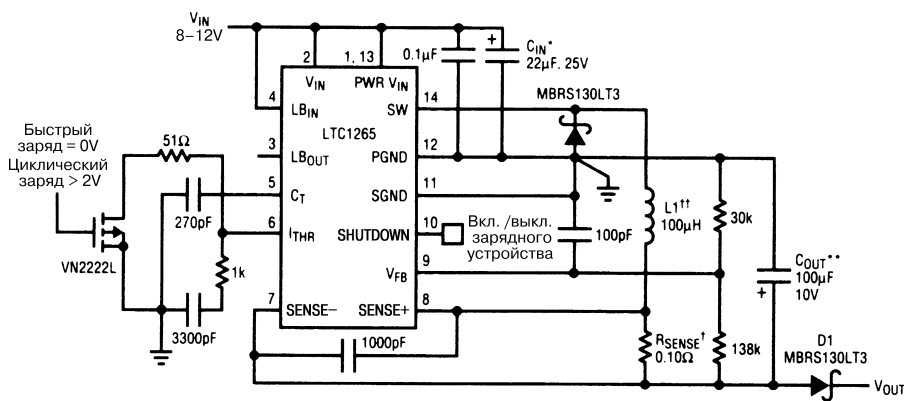 VIN
8–12V
2
1, 13
0.1µF
+
CIN*
22µF, 25V
VIN
PWR VIN
MBRS130LT3
4
LBIN
SW
14
LTC1265
Быстрый
заряд = 0V
Циклический
заряд > 2V
51Ω
3
LBOUT
PGND
12
5
CT
SGND
11
270pF
L1††
100µH
30k
6
ITHR
SHUTDOWN
10
Вкл. /выкл.
зарядного
устройства
100pF
VN2222L
1k
VFB
9
COUT**
100µF
10V
+
7
SENSE–
SENSE+
8
3300pF
1000pF
RSENSE†
0.10Ω
138k
D1
MBRS130LT3
VOUT